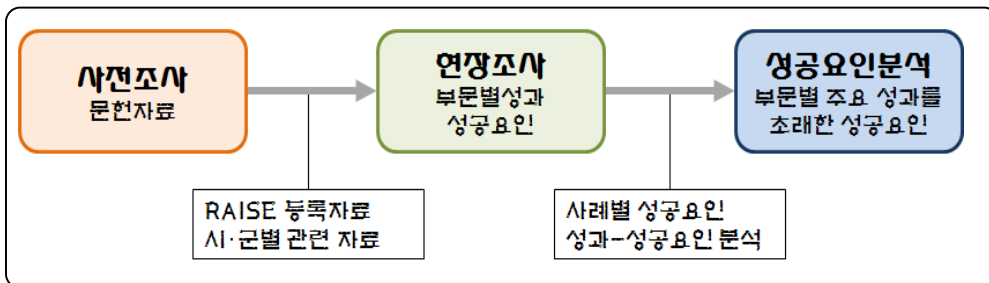 사전조사
문헌자료
현장조사
부문별성과
성공요인
성공요인분석
부문별 주요 성과를
초래한 성공요인
RAISE 등록자료
시·군별 관련 자료
사례별 성공요인
성과-성공요인 분석